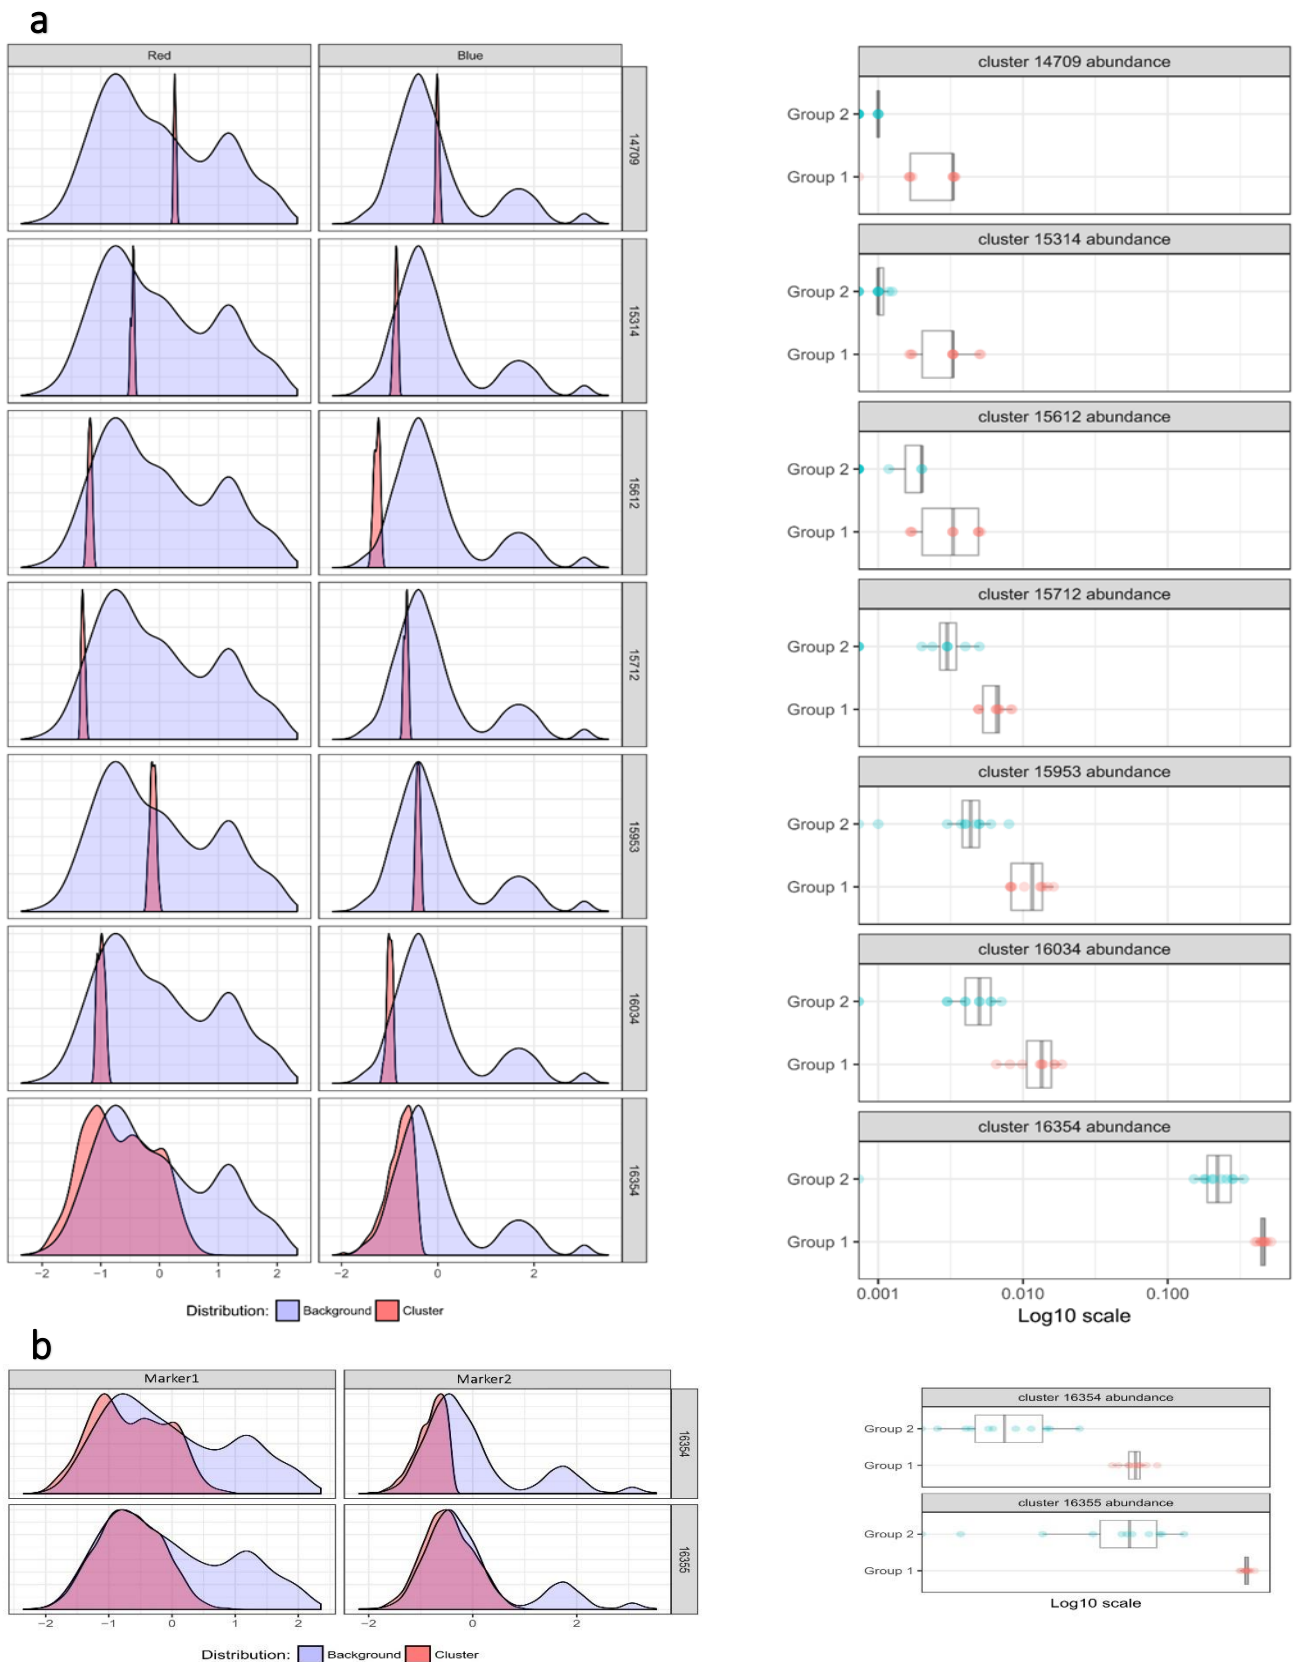 a
Red
Blue
14709
15314
15612
15712
15953
16034
16354
−2
−1
0
1
2
−2
0
2
Distribution:
Background
Cluster
cluster 14709 abundance
Group 2
Group 1
cluster 15314 abundance
Group 2
Group 1
cluster 15612 abundance
Group 2
Group 1
cluster 15712 abundance
Group 2
Group 1
cluster 15953 abundance
Group 2
Group 1
cluster 16034 abundance
Group 2
Group 1
cluster 16354 abundance
Group 2
Group 1
0.001
0.010
0.100
Log10 scale
b
Marker1
Marker2
16354
16355
−2
−1
0
1
2
−2
0
2
Distribution:
Background
Cluster
cluster 16354 abundance
Group 2
Group 1
cluster 16355 abundance
Group 2
Group 1
Log10 scale